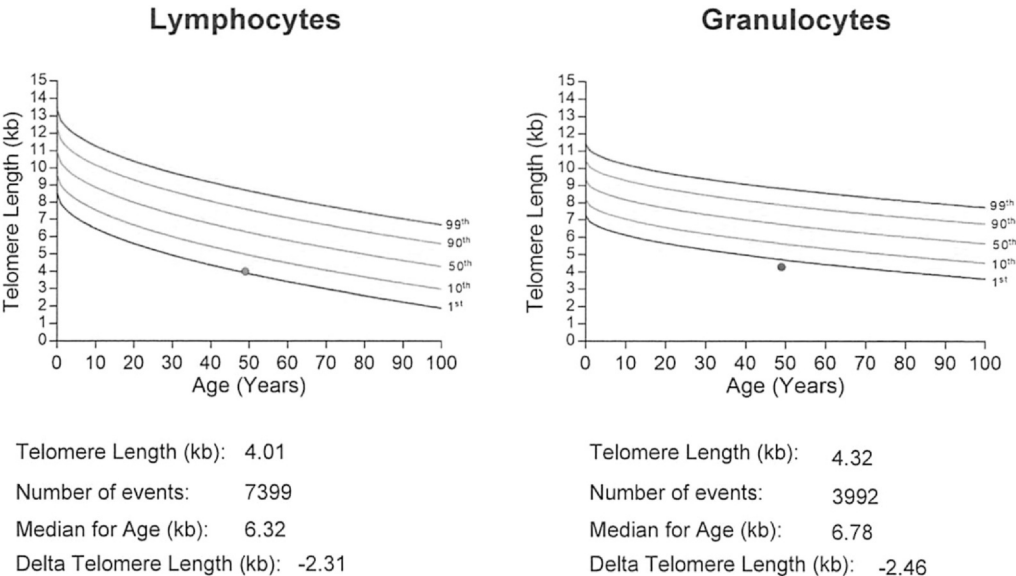 Lymphocytes
Telomere Length (kb)
15
14
13
12
11
10
9
8
7
6
5
4
3
2
1
0
99th
90th
50th
10th
1st
0 10 20 30 40 50 60 70 80 90 100
Age (Years)
Telomere Length (kb): 4.01
Number of events: 7399
Median for Age (kb): 6.32
Delta Telomere Length (kb): -2.31
Granulocytes
Telomere Length (kb)
15
14
13
12
11
10
9
8
7
6
5
4
3
2
1
0
99th
90th
50th
10th
1st
0 10 20 30 40 50 60 70 80 90 100
Age (Years)
Telomere Length (kb): 4.32
Number of events: 3992
Median for Age (kb): 6.78
Delta Telomere Length (kb): -2.46